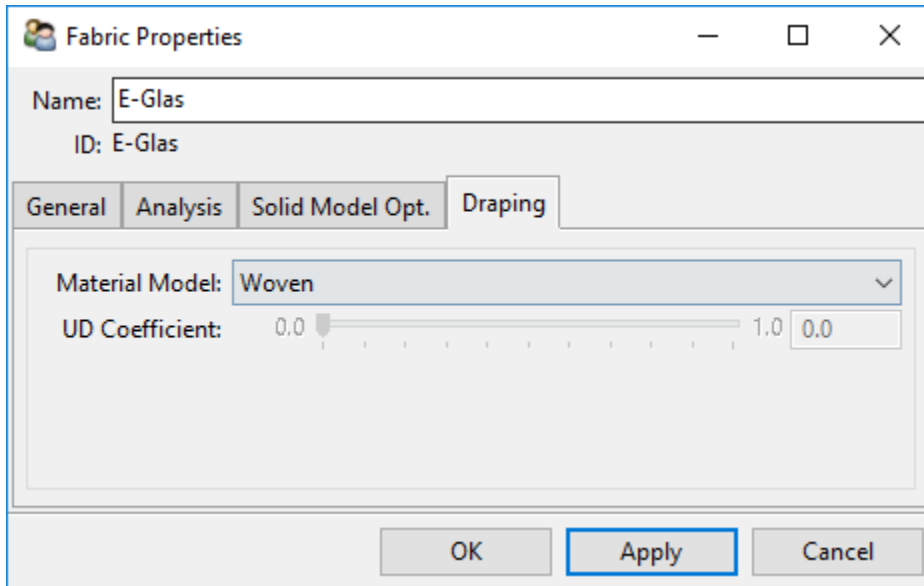 Fabric Properties
Name: E-Glas
ID: E-Glas
General Analysis Solid Model Opt. Draping
Material Model: Woven
UD Coefficient: 0.0 1.0 0.0
OK Apply Cancel